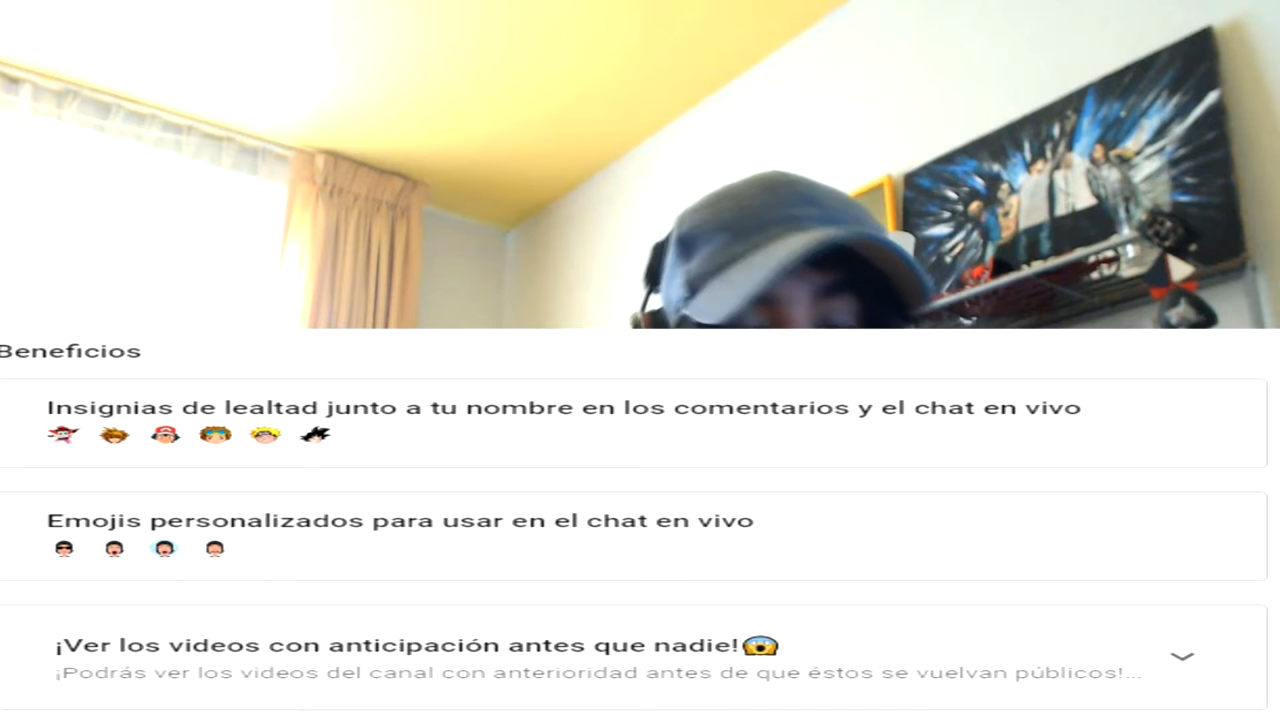 Beneficios
Insignias de lealtad junto a tu nombre en los comentarios y el chat en vivo
Emojis personalizados para usar en el chat en vivo
¡Ver los videos con anticipación antes que nadie!😱
¡Podrás ver los videos del canal con anterioridad antes de que éstos se vuelvan públicos!...